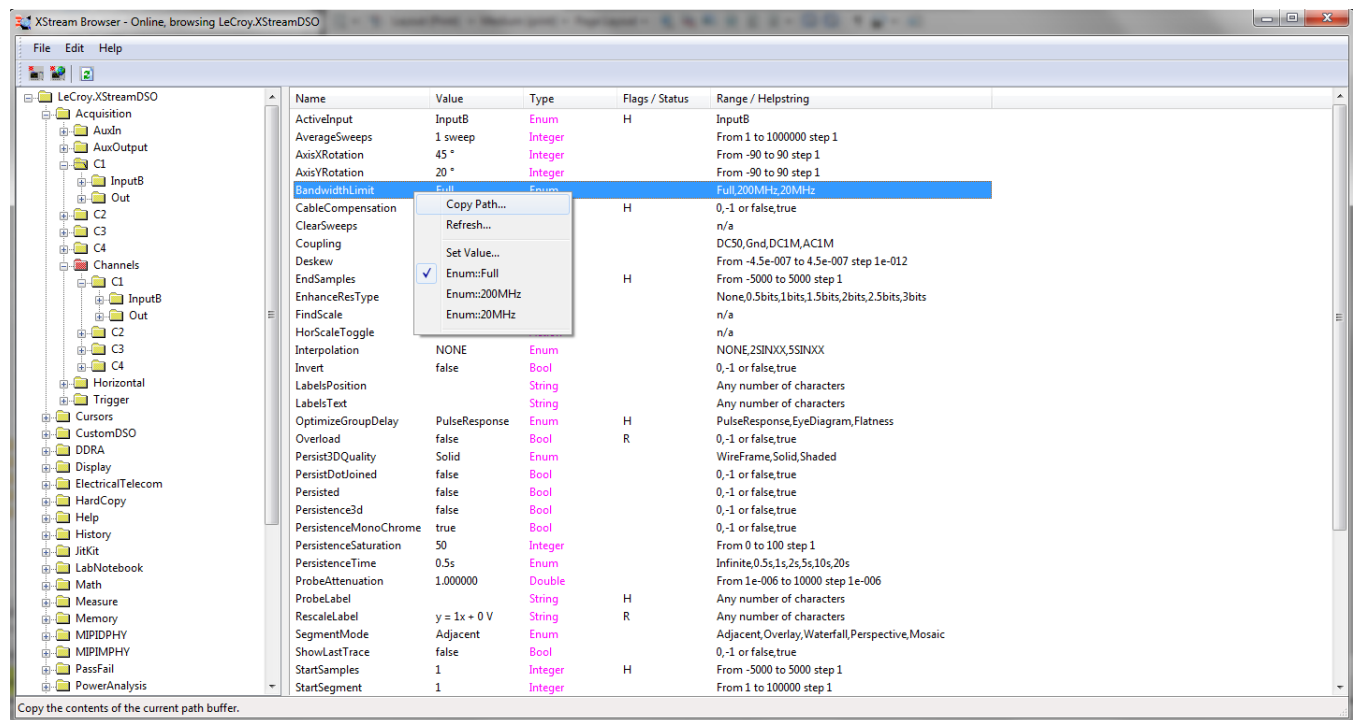 XStream Browser - Online, browsing LeCroy.XStreamDSO
File Edit Help
LeCroy.XStreamDSO
Acquisition
AuxIn
AuxOutput
C1
InputB
Out
C2
C3
C4
Channels
C1
InputB
Out
C2
C3
C4
Horizontal
Trigger
Cursors
CustomDSO
DDRA
Display
ElectricalTelecom
HardCopy
Help
History
JitKit
LabNotebook
Math
Measure
Memory
MIPIDPHY
MIPIMPHY
PassFail
PowerAnalysis
Name Value Type Flags / Status Range / Helpstring
ActiveInput InputB Enum H InputB
AverageSweeps 1 sweep Integer From 1 to 1000000 step 1
AxisXRotation 45 ° Integer From -90 to 90 step 1
AxisYRotation 20 ° Integer From -90 to 90 step 1
BandwidthLimit Full Enum Full,200MHz,20MHz
CableCompensation H 0,-1 or false,true
ClearSweeps n/a
Coupling DC50,Gnd,DC1M,AC1M
Deskew From -4.5e-007 to 4.5e-007 step 1e-012
EndSamples H From -5000 to 5000 step 1
EnhanceResType None,0.5bits,1bits,1.5bits,2bits,2.5bits,3bits
FindScale n/a
HorScaleToggle n/a
Interpolation NONE Enum NONE,2SINXX,5SINXX
Invert false Bool 0,-1 or false,true
LabelsPosition String Any number of characters
LabelsText String Any number of characters
OptimizeGroupDelay PulseResponse Enum H PulseResponse,EyeDiagram,Flatness
Overload false Bool R 0,-1 or false,true
Persist3DQuality Solid Enum WireFrame,Solid,Shaded
PersistDotJoined false Bool 0,-1 or false,true
Persisted false Bool 0,-1 or false,true
Persistence3d false Bool 0,-1 or false,true
PersistenceMonoChrome true Bool 0,-1 or false,true
PersistenceSaturation 50 Integer From 0 to 100 step 1
PersistenceTime 0.5s Enum Infinite,0.5s,1s,2s,5s,10s,20s
ProbeAttenuation 1.000000 Double From 1e-006 to 10000 step 1e-006
ProbeLabel String H Any number of characters
RescaleLabel y = 1x + 0 V String R Any number of characters
SegmentMode Adjacent Enum Adjacent,Overlay,Waterfall,Perspective,Mosaic
ShowLastTrace false Bool 0,-1 or false,true
StartSamples 1 Integer H From -5000 to 5000 step 1
StartSegment 1 Integer From 1 to 100000 step 1
Copy Path...
Refresh...
Set Value...
Enum::Full
Enum::200MHz
Enum::20MHz
Copy the contents of the current path buffer.